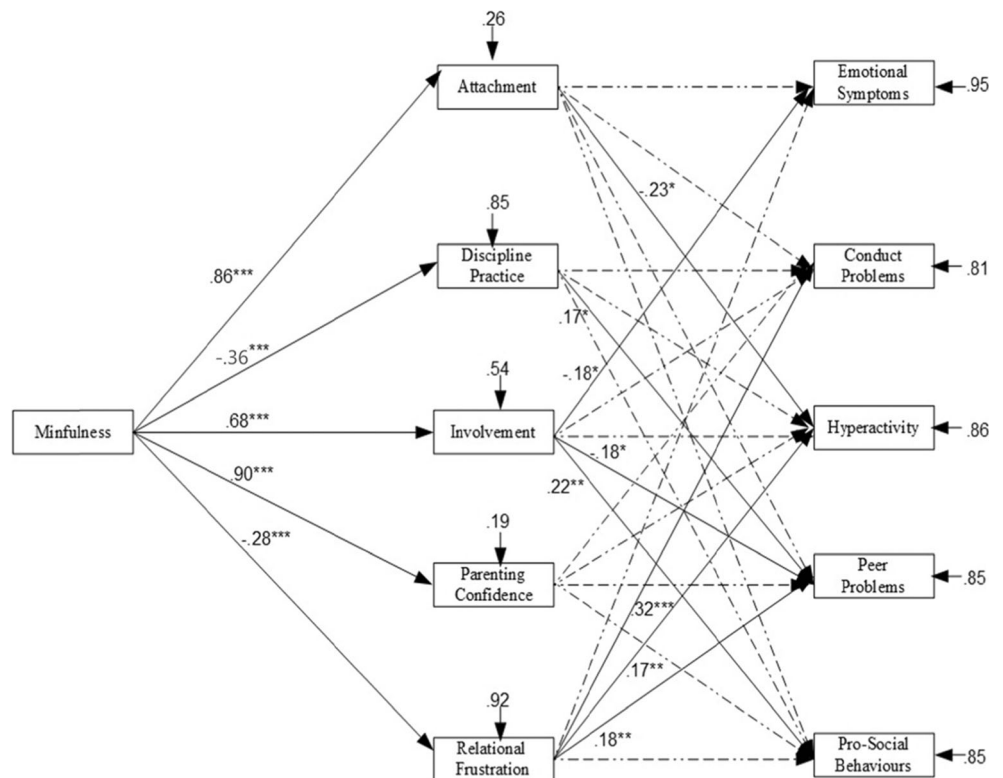 .26
Attachment
Emotional
Symptoms
.95
-.23*
.85
.86***
Discipline
Practice
Conduct
Problems
.81
.17*
-.36***
-.18*
.54
.68***
Minfulness
Involvement
Hyperactivity
.86
-.18*
.90***
.22**
.19
-.28***
Parenting
Confidence
Peer
Problems
.85
.32***
.17**
.92
.18**
Relational
Frustration
Pro-Social
Behaviours
.85